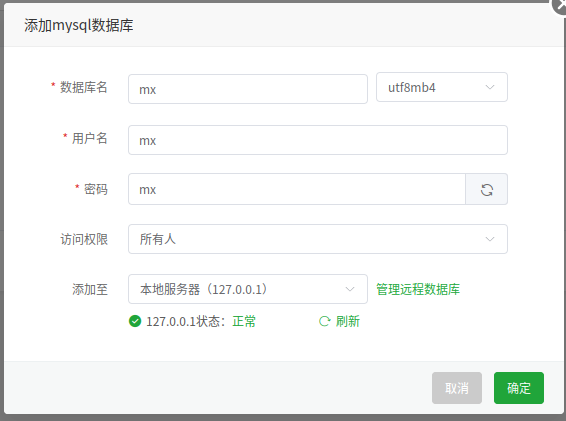 添加mysql数据库
* 数据库名 mx utf8mb4
* 用户名 mx
* 密码 mx
访问权限 所有人
添加至 本地服务器（127.0.0.1） 管理远程数据库
127.0.0.1状态：正常 刷新
取消 确定